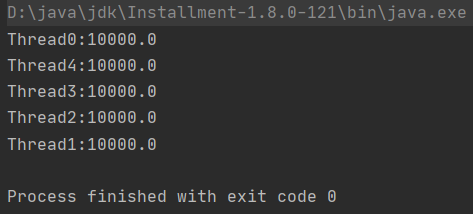 D:\java\jdk\Installment-1.8.0-121\bin\java.exe
Thread0:10000.0
Thread4:10000.0
Thread3:10000.0
Thread2:10000.0
Thread1:10000.0
Process finished with exit code 0